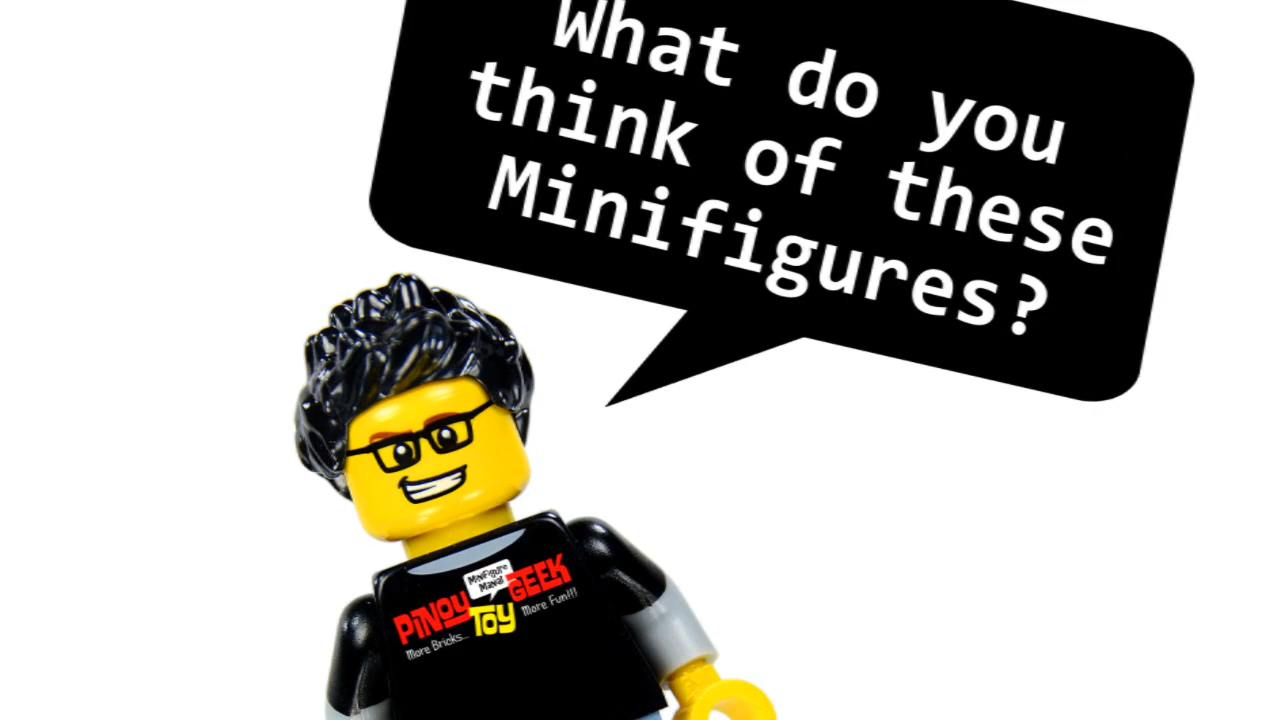 What do you
think of these
Minifigures?
Minifigure
Mania!
PINOY GEEK
TOY
More Bricks... More Fun!!!